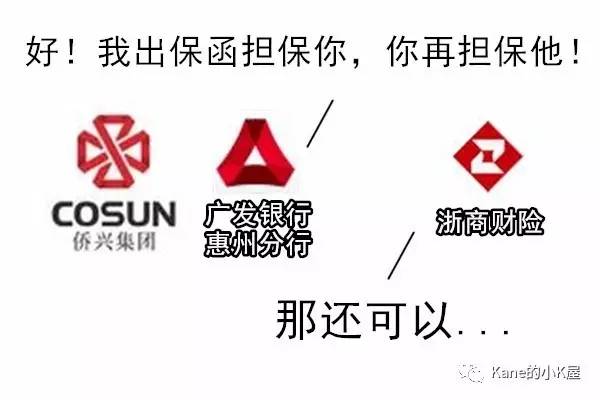 好！我出保函担保你，你再担保他！
COSUN
侨兴集团
广发银行
惠州分行
浙商财险
那还可以...
Kane的小K屋